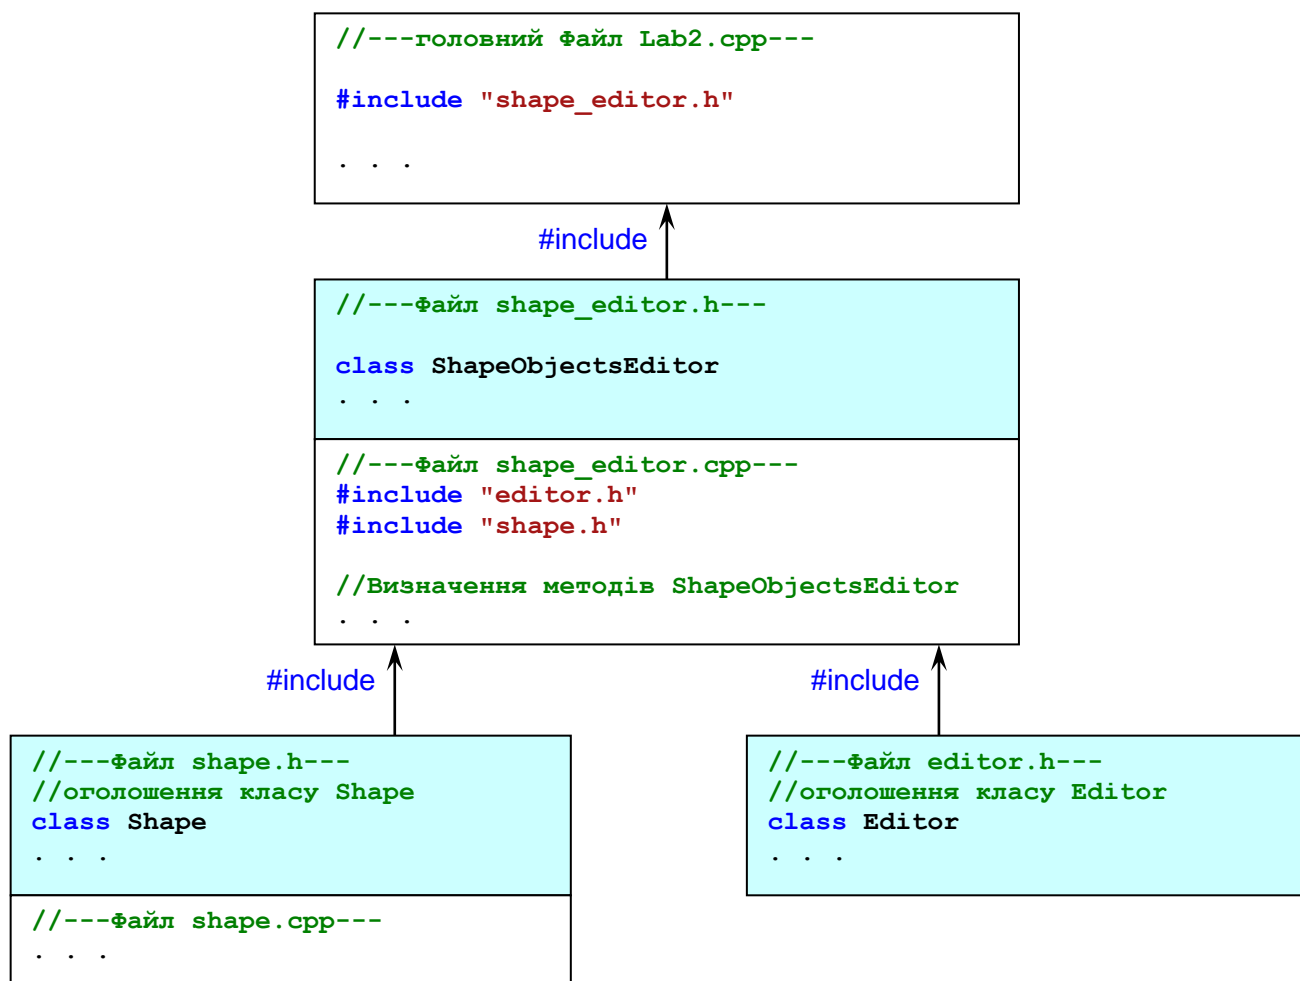 //---головний Файл Lab2.cpp---
#include "shape_editor.h"
. . .
#include
//---Файл shape_editor.h---
class ShapeObjectsEditor
. . .
//---Файл shape_editor.cpp---
#include "editor.h"
#include "shape.h"
//Визначення методів ShapeObjectsEditor
. . .
#include
#include
//---Файл shape.h---
//оголошення класу Shape
class Shape
. . .
//---Файл shape.cpp---
. . .
//---Файл editor.h---
//оголошення класу Editor
class Editor
. . .